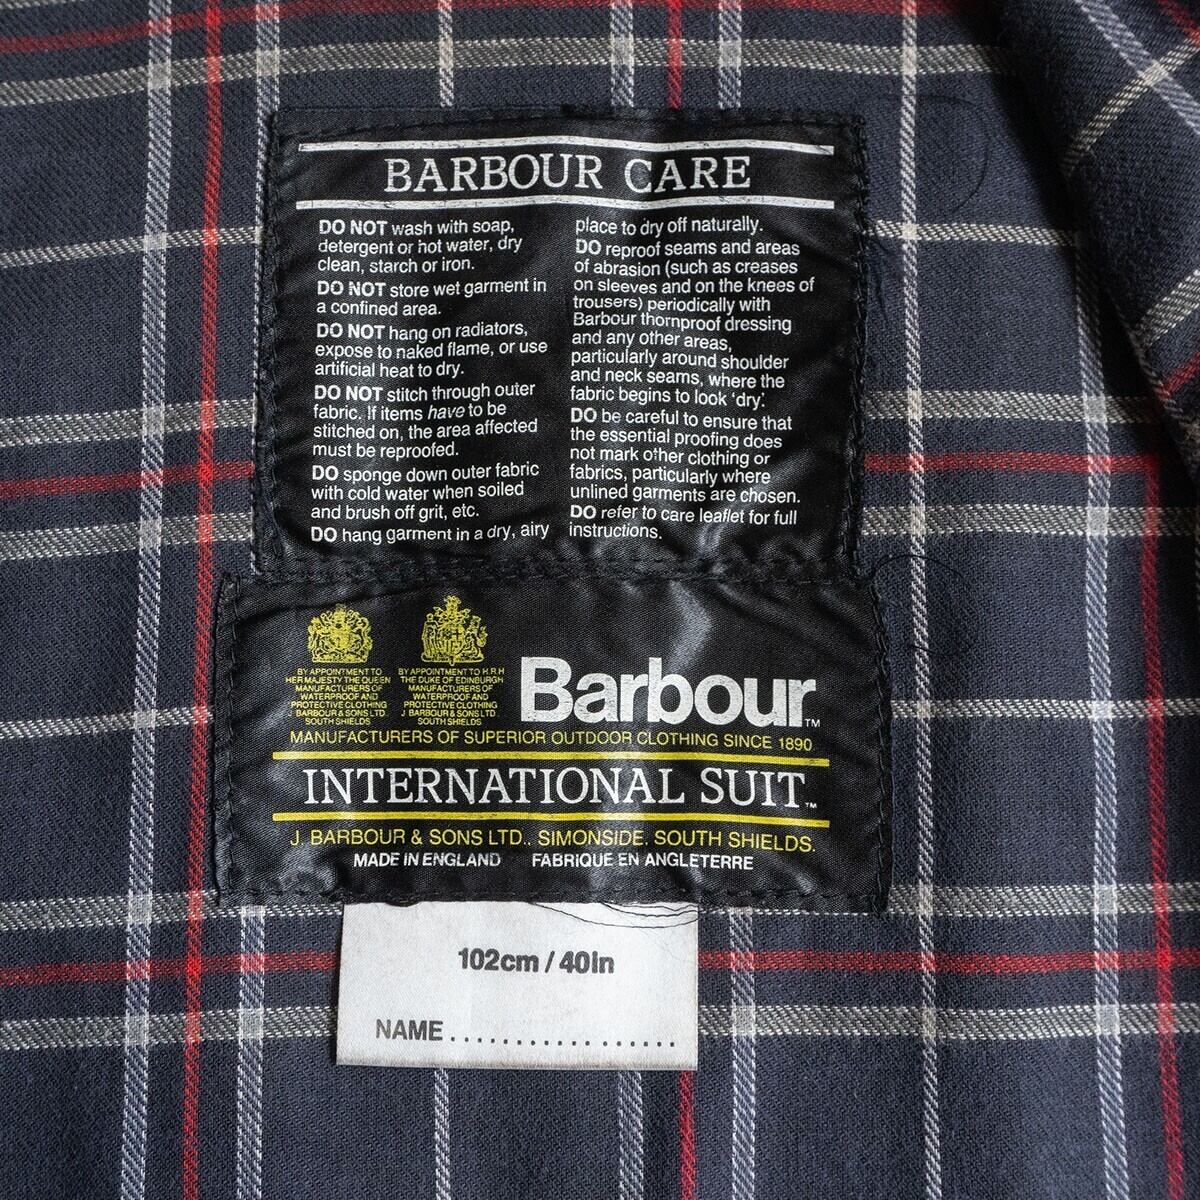 BARBOUR CARE
DO NOT wash with soap,
detergent or hot water, dry
clean, starch or iron.
DO NOT store wet garment in
a confined area.
DO NOT hang on radiators,
expose to naked flame, or use
artificial heat to dry.
DO NOT stitch through outer
fabric. If items have to be
stitched on, the area affected
must be reproofed.
DO sponge down outer fabric
with cold water when soiled
and brush off grit, etc.
DO hang garment in a dry, airy
place to dry off naturally.
DO reproof seams and areas
of abrasion (such as creases
on sleeves and on the knees of
trousers) periodically with
Barbour thornproof dressing
and any other areas,
particularly around shoulder
and neck seams, where the
fabric begins to look 'dry'.
DO be careful to ensure that
the essential proofing does
not mark other clothing or
fabrics, particularly where
unlined garments are chosen.
DO refer to care leaflet for full
instructions.
BY APPOINTMENT TO
HER MAJESTY THE QUEEN
MANUFACTURERS OF
WATERPROOF AND
PROTECTIVE CLOTHING
J BARBOUR & SONS LTD
SOUTH SHIELDS
BY APPOINTMENT TO H.R.H
THE DUKE OF EDINBURGH
MANUFACTURERS OF
WATERPROOF AND
PROTECTIVE CLOTHING
J BARBOUR & SONS LTD.
SOUTH SHIELDS
Barbour™
MANUFACTURERS OF SUPERIOR OUTDOOR CLOTHING SINCE 1890
INTERNATIONAL SUIT™
J. BARBOUR & SONS LTD., SIMONSIDE, SOUTH SHIELDS.
MADE IN ENGLAND FABRIQUE EN ANGLETERRE
102cm / 40in
NAME ...................